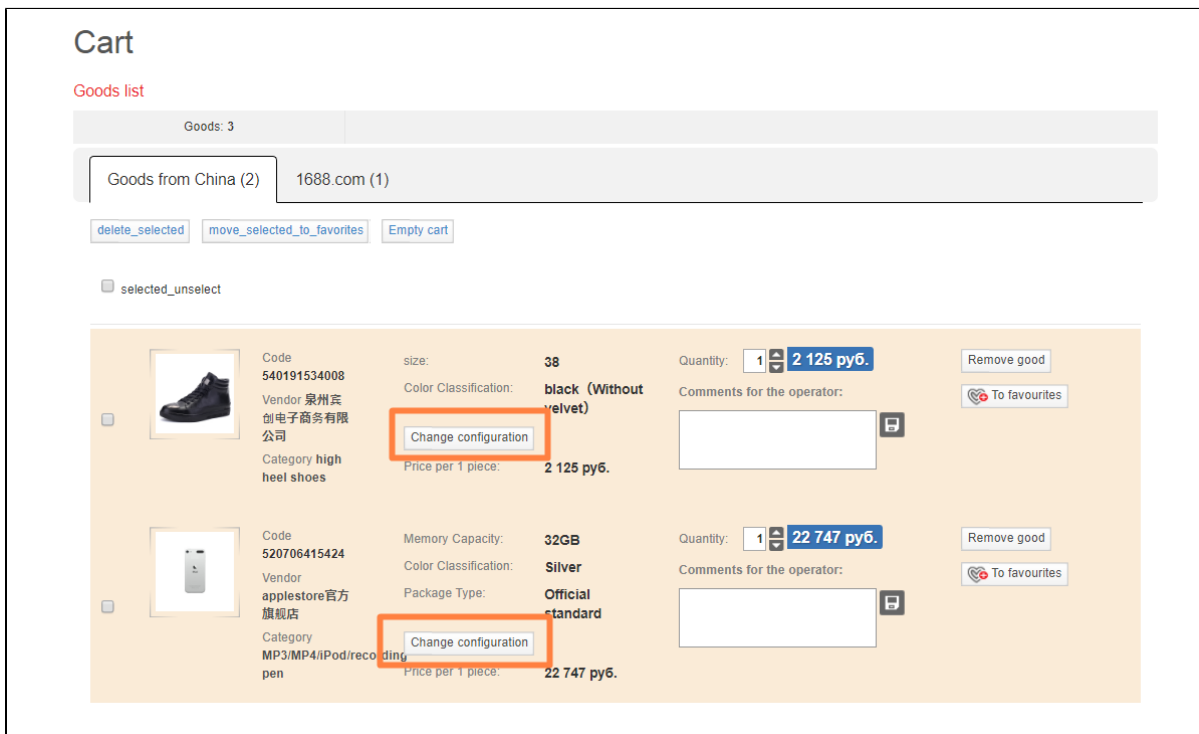 Cart
Goods list
Goods: 3
Goods from China (2)
1688.com (1)
delete_selected
move_selected_to_favorites
Empty cart
selected_unselect
Code
540191534008
Vendor 泉州宾
创电子商务有限
公司
Category high
heel shoes
size:
38
Color Classification:
black（Without
velvet）
Change configuration
Price per 1 piece:
2 125 руб.
Quantity:
1
2 125 руб.
Comments for the operator:
Remove good
To favourites
Code
520706415424
Vendor
applestore官方
旗舰店
Category
MP3/MP4/iPod/recording
pen
Memory Capacity:
32GB
Color Classification:
Silver
Package Type:
Official
standard
Change configuration
Price per 1 piece:
22 747 руб.
Quantity:
1
22 747 руб.
Comments for the operator:
Remove good
To favourites